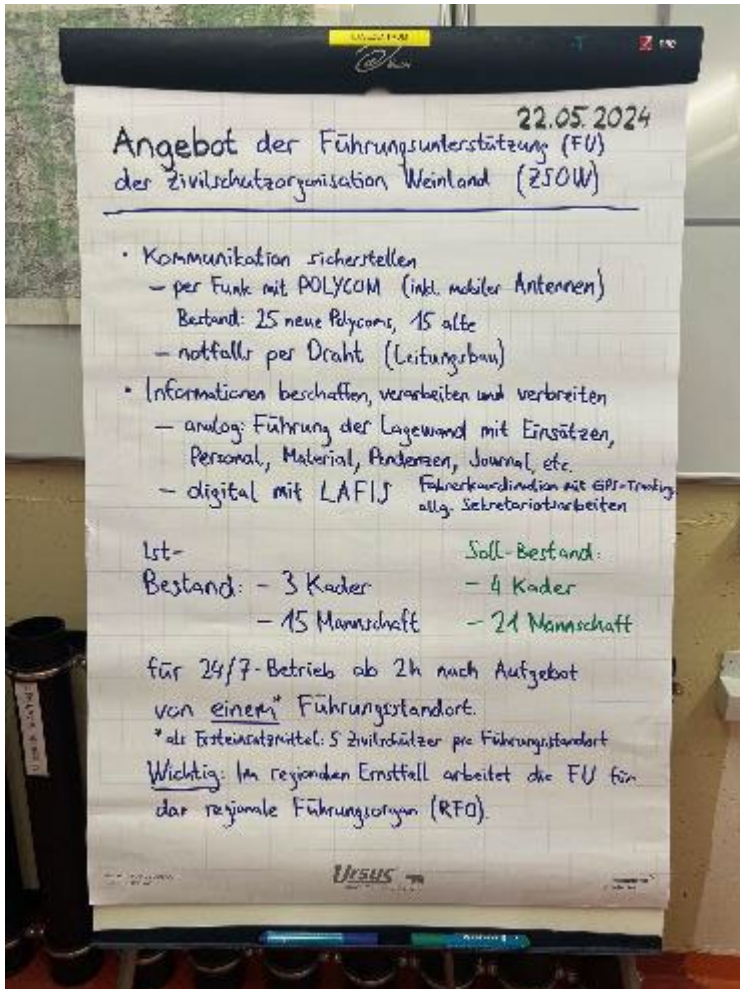 22.05.2024
Angebot der Führungsunterstützung (FU)
der Zivilschutzorganisation Weinland (ZSOW)
• Kommunikation sicherstellen
– per Funk mit POLYCOM (inkl. mobiler Antennen)
Bestand: 25 neue Polycoms, 15 alte
– notfalls per Draht (Leitungsbau)
• Informationen beschaffen, verarbeiten und verbreiten
– analog: Führung der Lagewand mit Einsätzen,
Personal, Material, Pendenzen, Journal, etc.
– digital mit LAFIS Fahrerkoordination mit GPS-Tracking
allg. Sekretariatsarbeiten
Ist-
Bestand: – 3 Kader
– 15 Mannschaft
Soll-Bestand:
– 4 Kader
– 21 Mannschaft
für 24/7-Betrieb ab 2h nach Aufgebot
von einem* Führungsstandort.
* als Ersteinsatzmittel: 5 Zivilschützer pro Führungsstandort
Wichtig: Im regionalen Ernstfall arbeitet die FU für
das regionale Führungsorgan (RFO).
Ursus